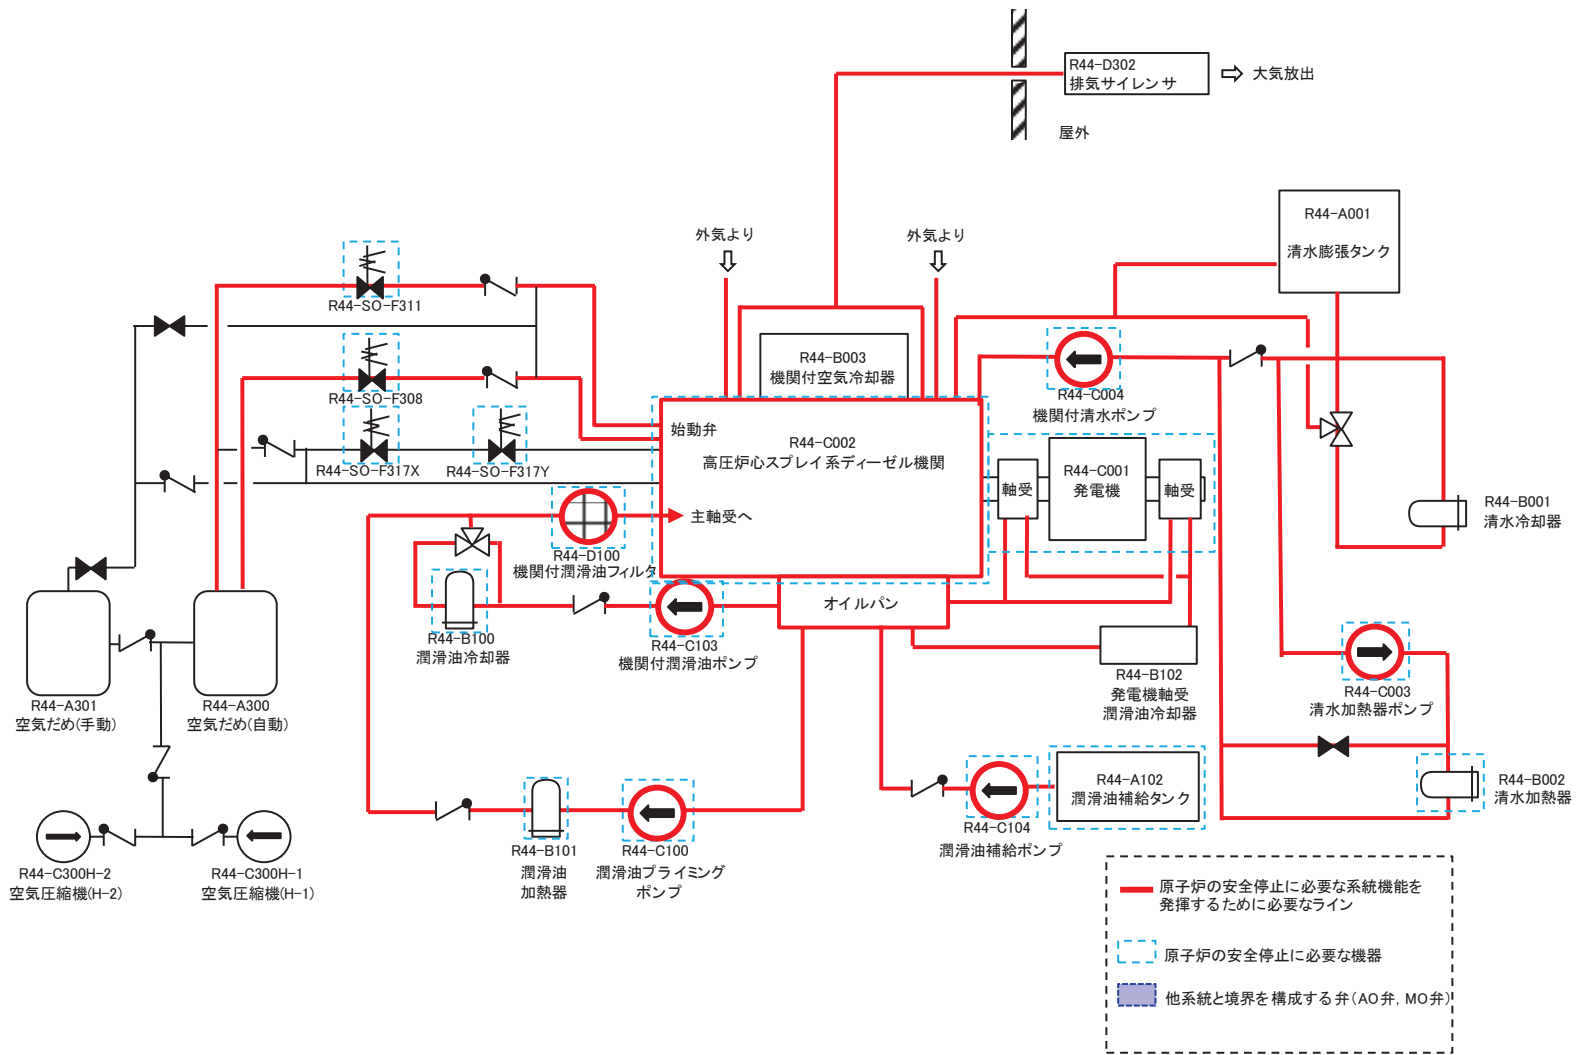 R44-D302
排気サイレンサ
大気放出
屋外
R44-A001
清水膨張タンク
外気より
外気より
R44-SO-F311
R44-B003
機関付空気冷却器
R44-SO-F308
R44-C004
機関付清水ポンプ
始動弁
R44-C002
高圧炉心スプレイ系ディーゼル機関
R44-SO-F317X
R44-SO-F317Y
R44-C001
発電機
軸受
軸受
主軸受へ
R44-B001
清水冷却器
R44-D100
機関付潤滑油フィルタ
オイルパン
R44-B100
潤滑油冷却器
R44-C103
機関付潤滑油ポンプ
R44-B102
発電機軸受
潤滑油冷却器
R44-C003
清水加熱器ポンプ
R44-A301
空気だめ(手動)
R44-A300
空気だめ(自動)
R44-A102
潤滑油補給タンク
R44-B002
清水加熱器
R44-C104
潤滑油補給ポンプ
R44-B101
潤滑油
加熱器
R44-C100
潤滑油プライミング
ポンプ
R44-C300H-2
空気圧縮機(H-2)
R44-C300H-1
空気圧縮機(H-1)
原子炉の安全停止に必要な系統機能を
発揮するために必要なライン
原子炉の安全停止に必要な機器
他系統と境界を構成する弁(AO弁, MO弁)